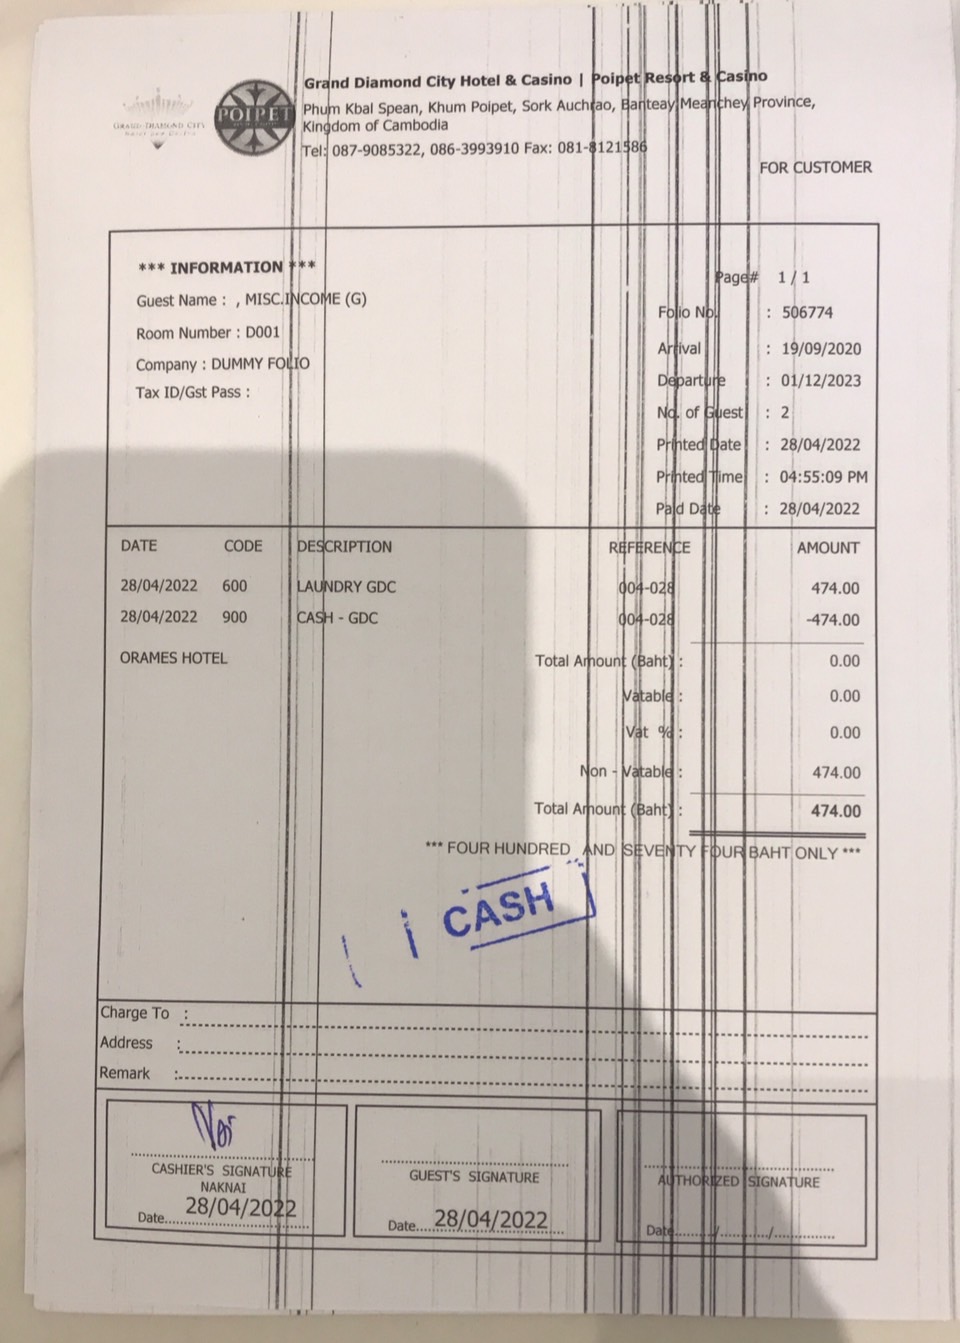 Grand Diamond City Hotel & Casino | Poipet Resort & Casino
Phum Kbal Spean, Khum Poipet, Sork Auchrao, Banteay Meanchey Province,
Kingdom of Cambodia
Tel: 087-9085322, 086-3993910 Fax: 081-8121586
GRAND DIAMOND CITY
POIPET
FOR CUSTOMER
*** INFORMATION ***
Page# 1 / 1
Guest Name : , MISC.INCOME (G)
Folio No. : 506774
Room Number : D001
Arrival : 19/09/2020
Company : DUMMY FOLIO
Departure : 01/12/2023
Tax ID/Gst Pass :
No. of Guest : 2
Printed Date : 28/04/2022
Printed Time : 04:55:09 PM
Paid Date : 28/04/2022
DATE CODE DESCRIPTION REFERENCE AMOUNT
28/04/2022 600 LAUNDRY GDC 004-028 474.00
28/04/2022 900 CASH - GDC 004-028 -474.00
ORAMES HOTEL Total Amount (Baht) : 0.00
Vatable : 0.00
Vat % : 0.00
Non - Vatable : 474.00
Total Amount (Baht) : 474.00
*** FOUR HUNDRED AND SEVENTY FOUR BAHT ONLY ***
CASH
Charge To :
Address :
Remark :
CASHIER'S SIGNATURE
NAKNAI
Date 28/04/2022
GUEST'S SIGNATURE
Date 28/04/2022
AUTHORIZED SIGNATURE
Date......../........./..............